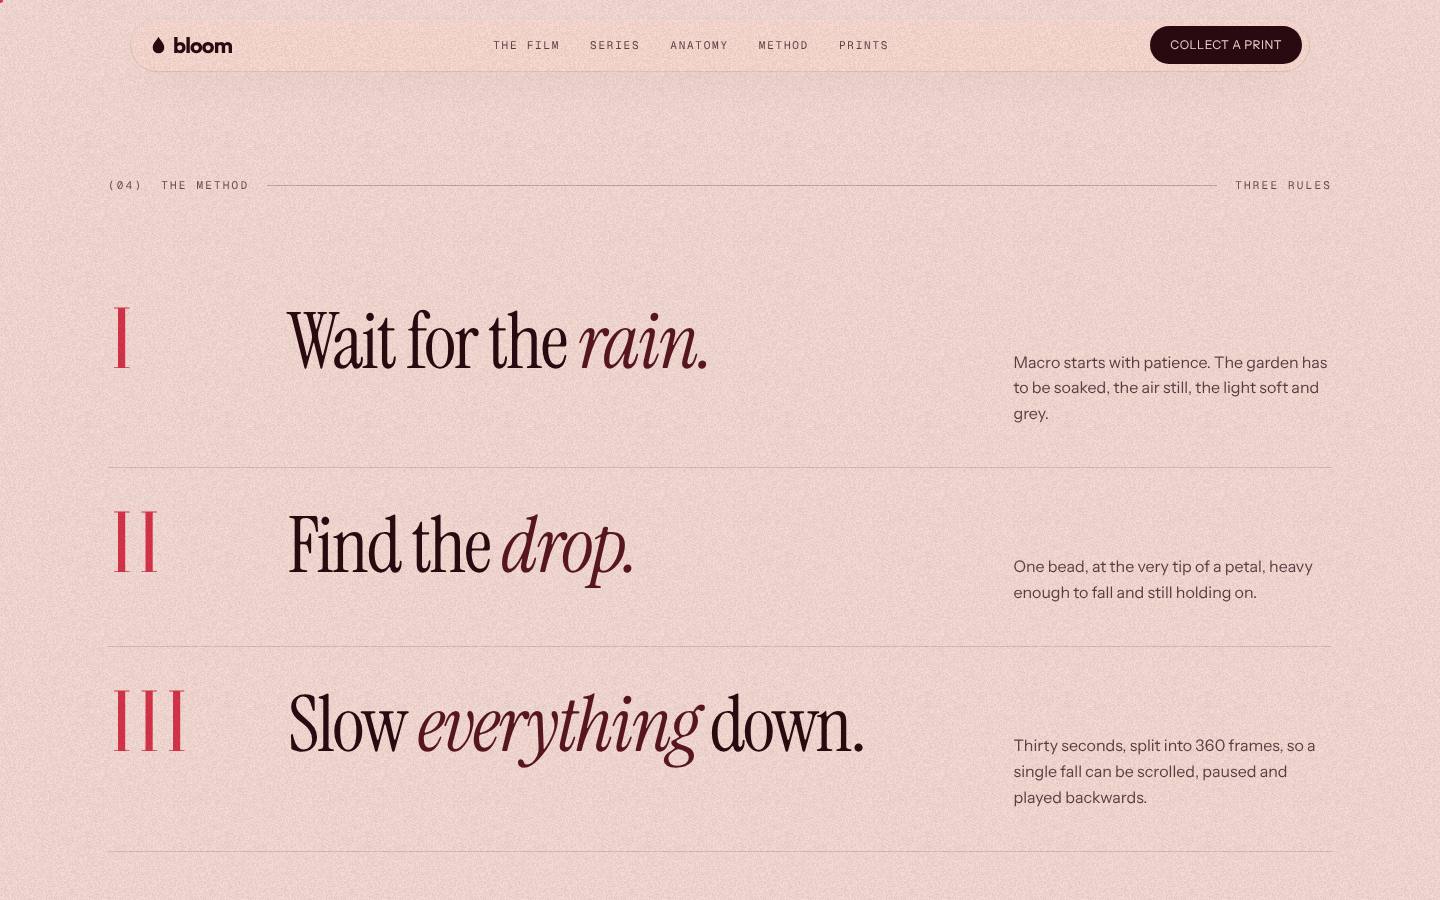 bloom
THE FILM SERIES ANATOMY METHOD PRINTS
COLLECT A PRINT
(04) THE METHOD
THREE RULES
I
Wait for the rain.
Macro starts with patience. The garden has
to be soaked, the air still, the light soft and
grey.
II
Find the drop.
One bead, at the very tip of a petal, heavy
enough to fall and still holding on.
III
Slow everything down.
Thirty seconds, split into 360 frames, so a
single fall can be scrolled, paused and
played backwards.